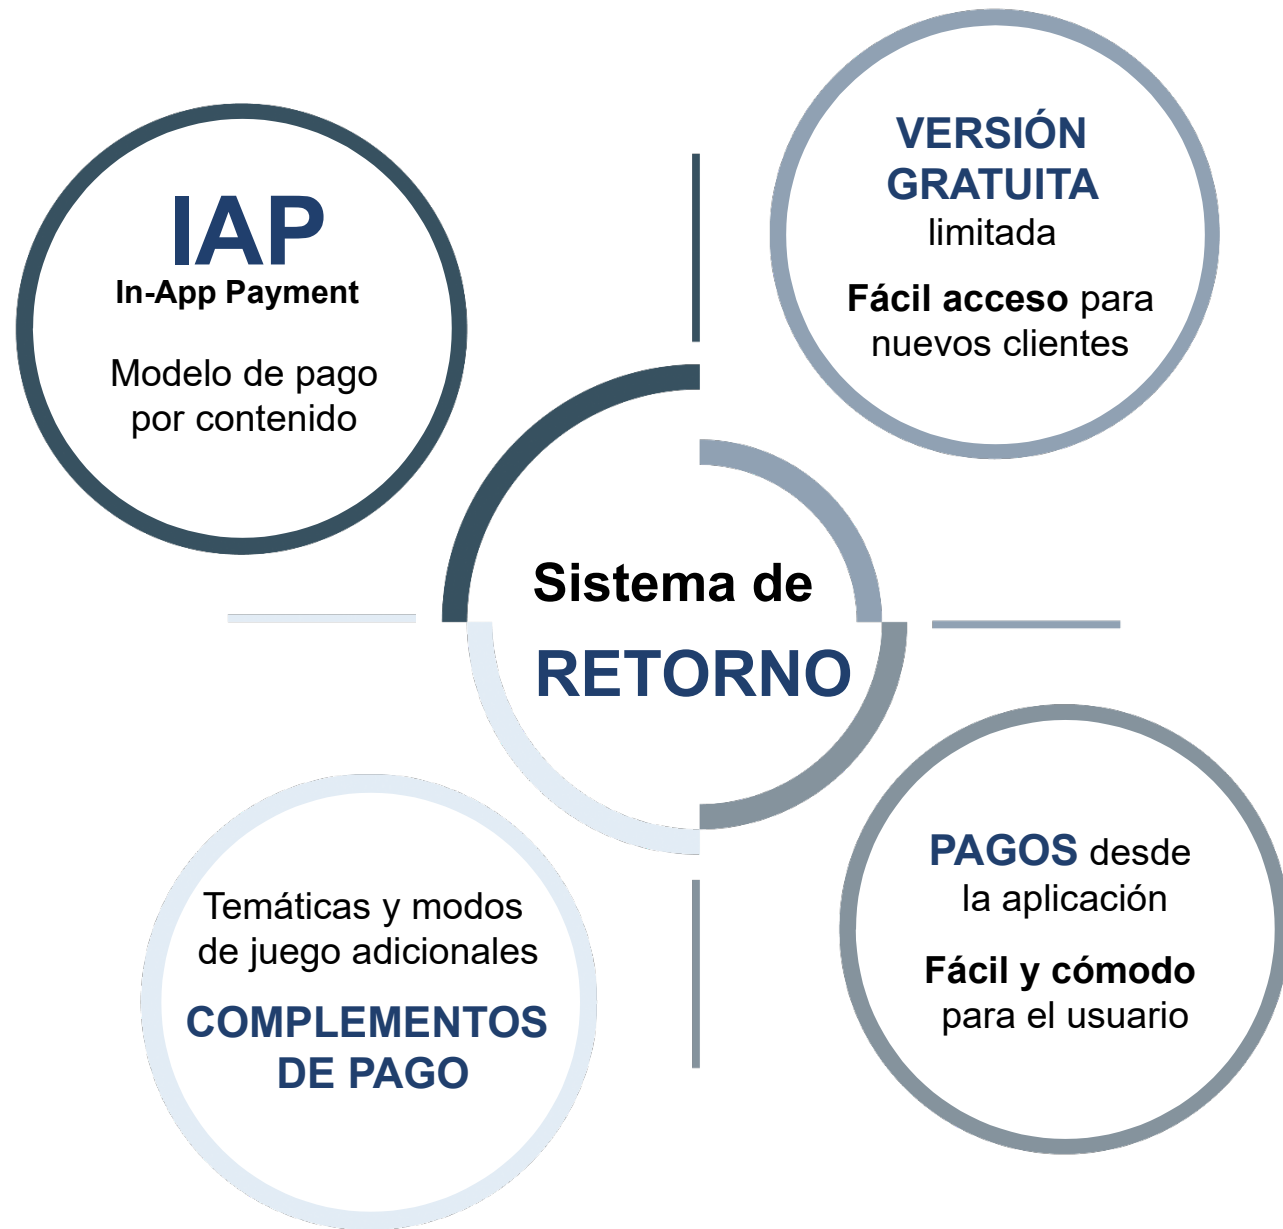 IAP
In-App Payment
Modelo de pago
por contenido
VERSIÓN
GRATUITA
limitada
Fácil acceso para
nuevos clientes
Sistema de
RETORNO
Temáticas y modos
de juego adicionales
COMPLEMENTOS
DE PAGO
PAGOS desde
la aplicación
Fácil y cómodo
para el usuario